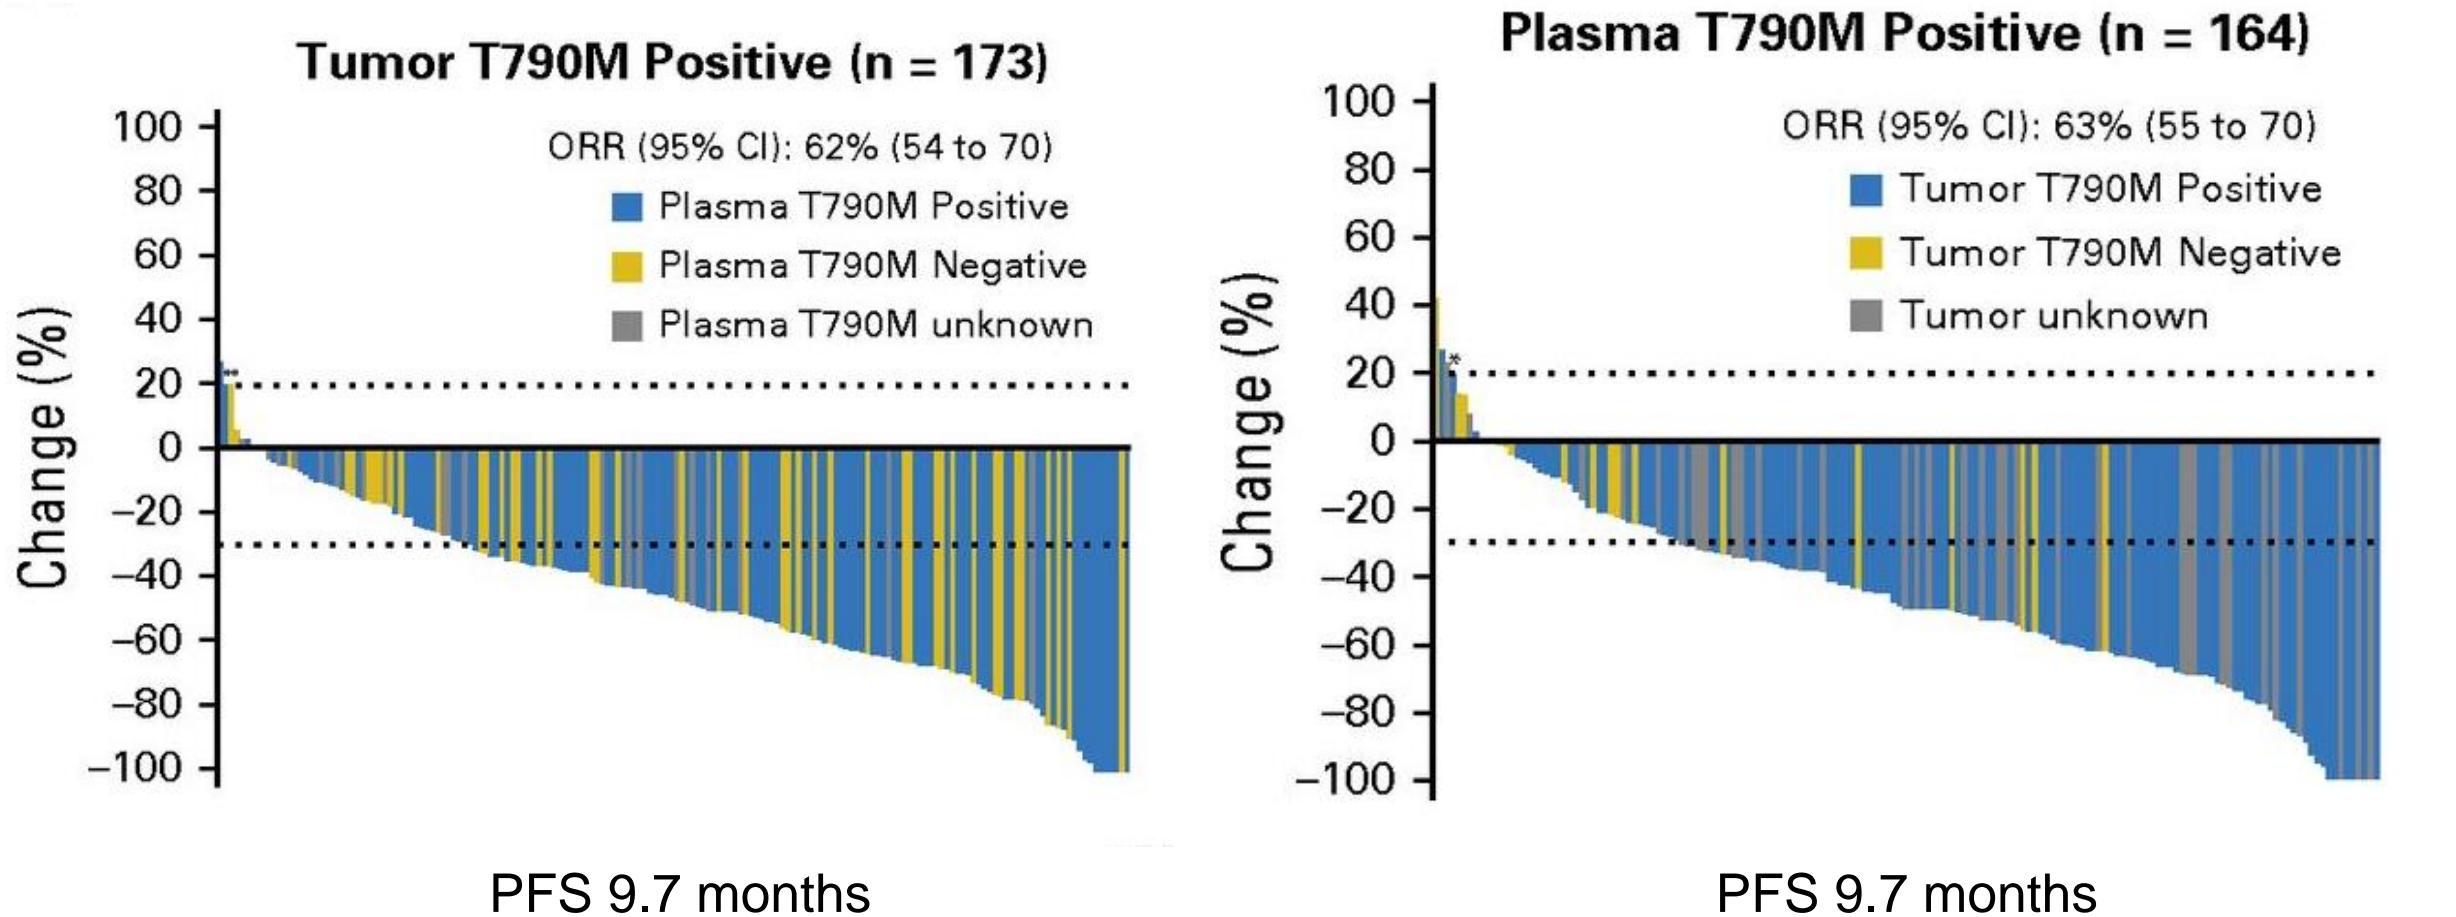 Tumor T790M Positive (n = 173)
ORR (95% CI): 62% (54 to 70)
Plasma T790M Positive
Plasma T790M Negative
Plasma T790M unknown
Change (%)
100
80
60
40
20
0
–20
–40
–60
–80
–100
**
PFS 9.7 months
Plasma T790M Positive (n = 164)
ORR (95% CI): 63% (55 to 70)
Tumor T790M Positive
Tumor T790M Negative
Tumor unknown
Change (%)
100
80
60
40
20
0
–20
–40
–60
–80
–100
*
PFS 9.7 months